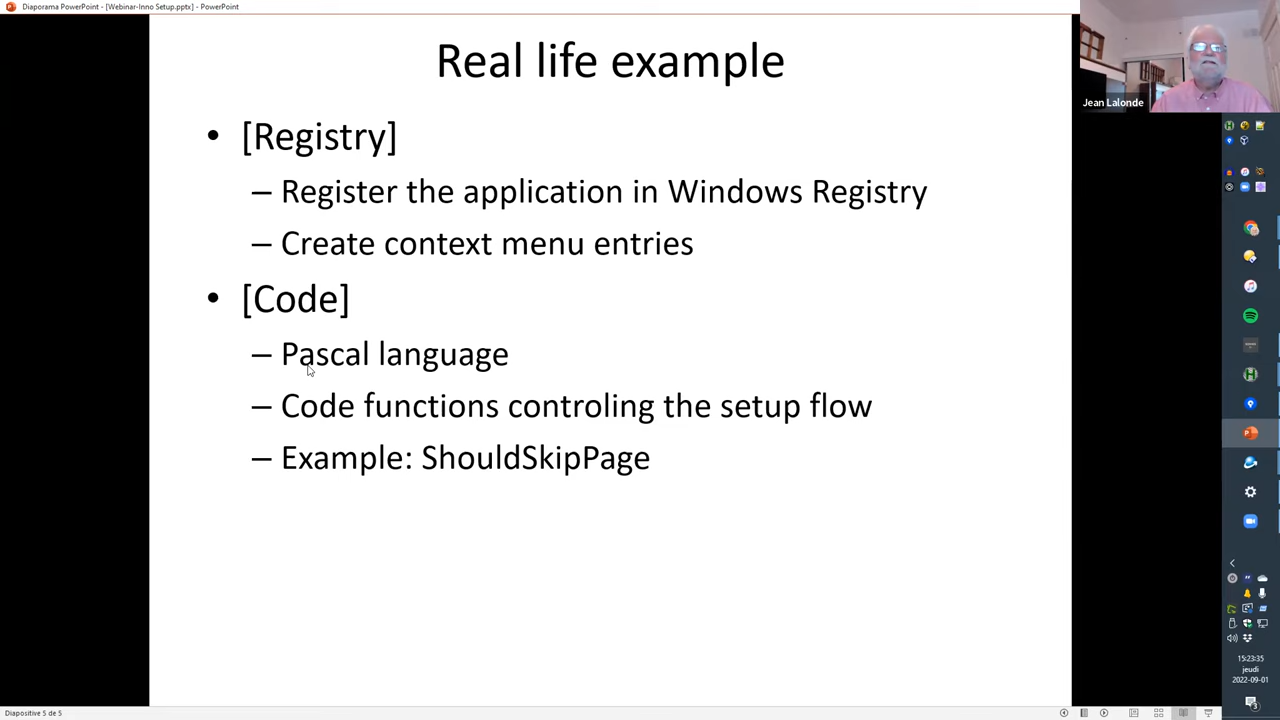 Diaporama PowerPoint - [Webinar-Inno Setup.pptx] - PowerPoint
Real life example
• [Registry]
– Register the application in Windows Registry
– Create context menu entries
• [Code]
– Pascal language
– Code functions controling the setup flow
– Example: ShouldSkipPage
Jean Lalonde
15:23:35
jeudi
2022-09-01
Diapositive 5 de 5